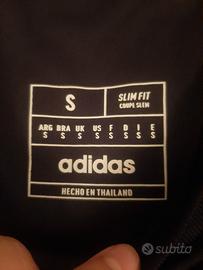 S
SLIM FIT
COUPE SLIM
ARG BRA UK US F D I E
S S S S S S S S
adidas
HECHO EN THAILAND
subito